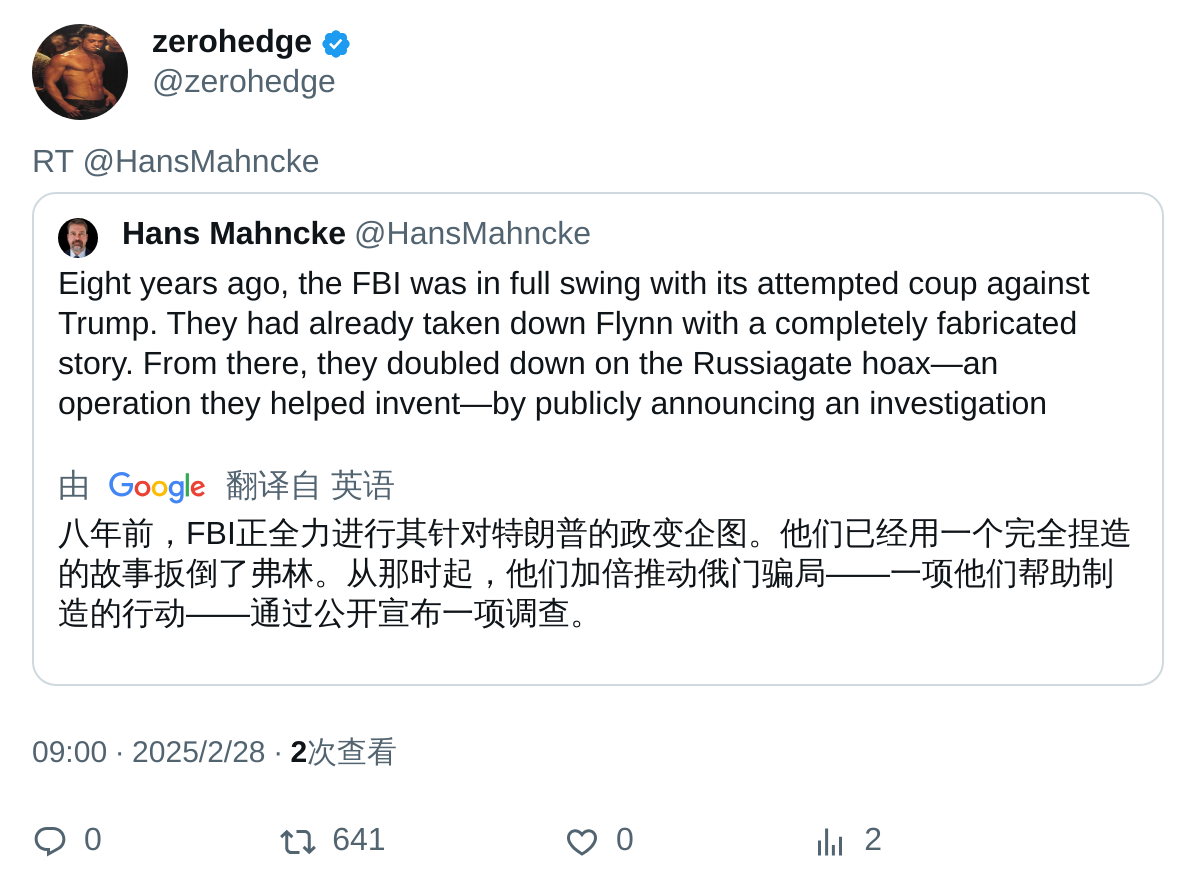 zerohedge
@zerohedge
RT @HansMahncke
Hans Mahncke @HansMahncke
Eight years ago, the FBI was in full swing with its attempted coup against
Trump. They had already taken down Flynn with a completely fabricated
story. From there, they doubled down on the Russiagate hoax—an
operation they helped invent—by publicly announcing an investigation
由 Google 翻译自 英语
八年前，FBI正全力进行其针对特朗普的政变企图。他们已经用一个完全捏造
的故事扳倒了弗林。从那时起，他们加倍推动俄门骗局——一项他们帮助制
造的行动——通过公开宣布一项调查。
09:00 · 2025/2/28 · 2次查看
0 641 0 2